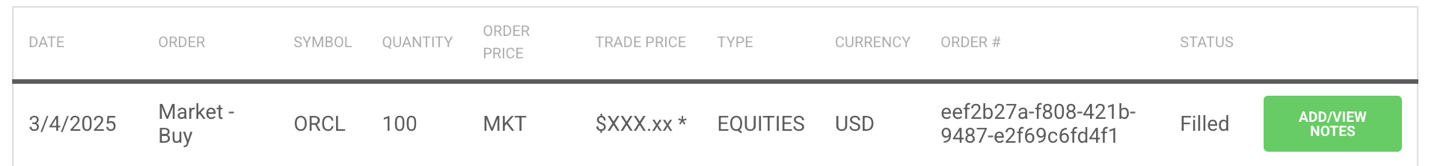 DATE ORDER SYMBOL QUANTITY ORDER PRICE TRADE PRICE TYPE CURRENCY ORDER # STATUS
3/4/2025 Market - Buy ORCL 100 MKT $XXX.xx * EQUITIES USD eef2b27a-f808-421b-9487-e2f69c6fd4f1 Filled ADD/VIEW NOTES